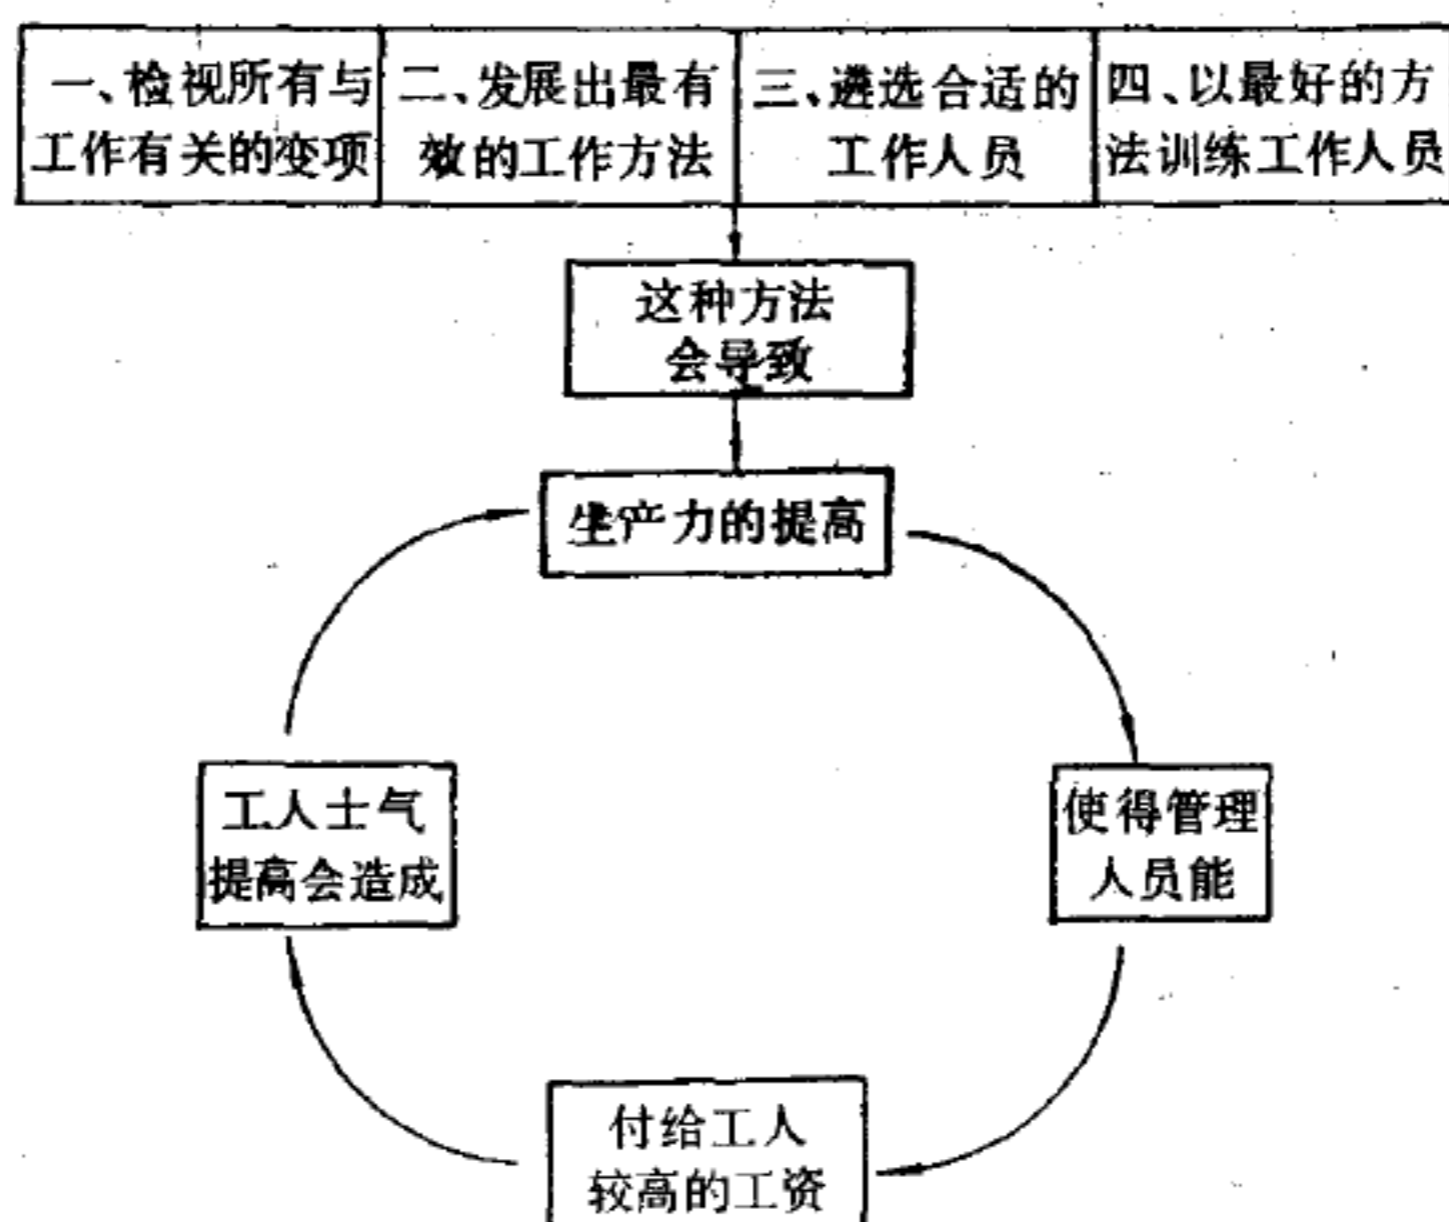 一、检视所有与
工作有关的变项
二、发展出最有
效的工作方法
三、遴选合适的
工作人员
四、以最好的方
法训练工作人员
这种方法
会导致
生产力的提高
工人士气
提高会造成
使得管理
人员能
付给工人
较高的工资